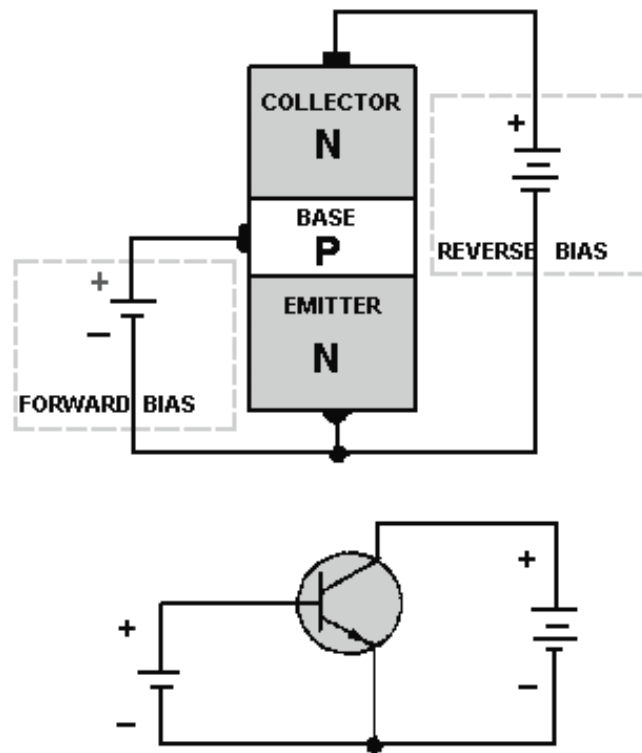 COLLECTOR
N
+
BASE
P
REVERSE BIAS
+
−
EMITTER
N
FORWARD BIAS
+
+
−
−